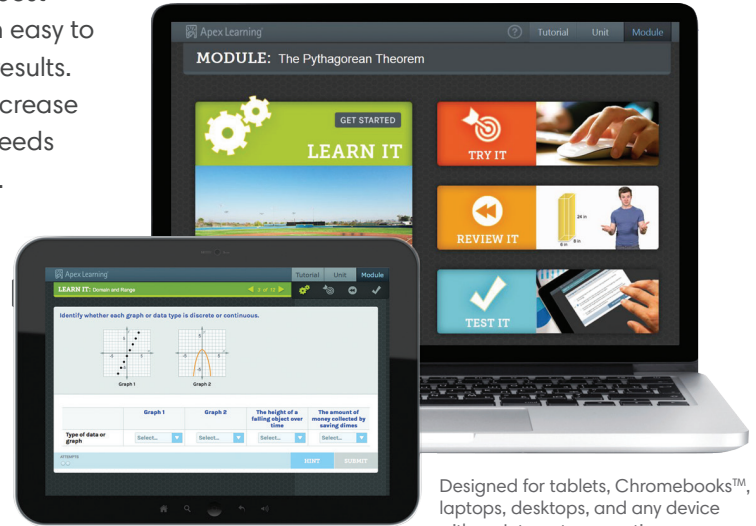 easy to
results.
crease
eeds
Apex Learning
? Tutorial Unit Module
MODULE: The Pythagorean Theorem
GET STARTED
LEARN IT
TRY IT
REVIEW IT
24 in
6 in 8 in
TEST IT
Apex Learning
Tutorial Unit Module
LEARN IT: Domain and Range
2 of 12
Identify whether each graph or data type is discrete or continuous.
Graph 1 Graph 2
Graph 1 Graph 2 The height of a falling object over time The amount of money collected by saving dimes
Type of data or graph Select... Select... Select... Select...
ATTEMPTS
HINT SUBMIT
Designed for tablets, Chromebooks™,
laptops, desktops, and any device